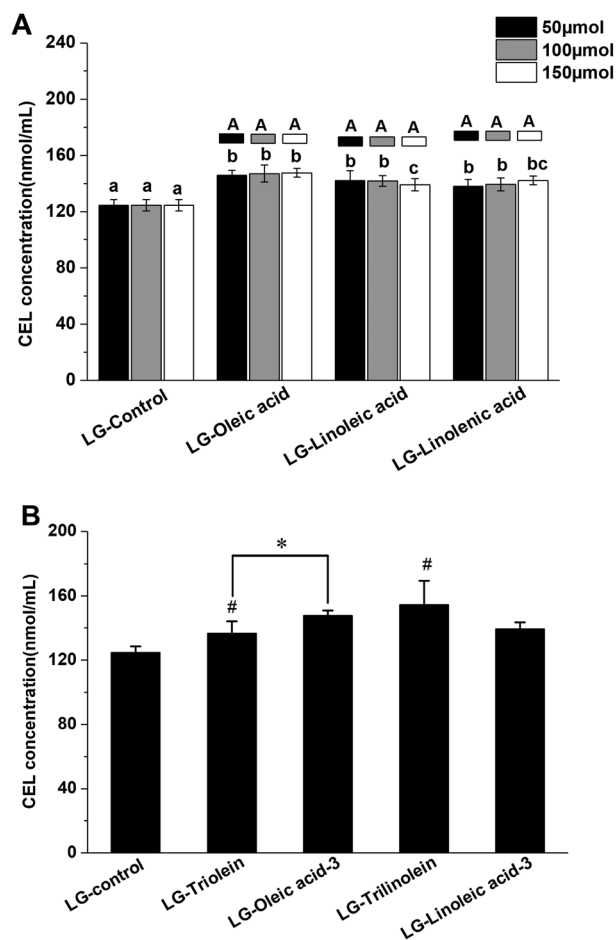 A
50μmol
100μmol
150μmol
CEL concentration(nmol/mL)
240
200
160
120
80
40
0
a a a
A A A
b b b
A A A
b b c
A A A
b b bc
LG-Control
LG-Oleic acid
LG-Linoleic acid
LG-Linolenic acid
B
CEL concentration(nmol/mL)
200
160
120
80
40
0
*
#
#
LG-control
LG-Triolein
LG-Oleic acid-3
LG-Trilinolein
LG-Linoleic acid-3